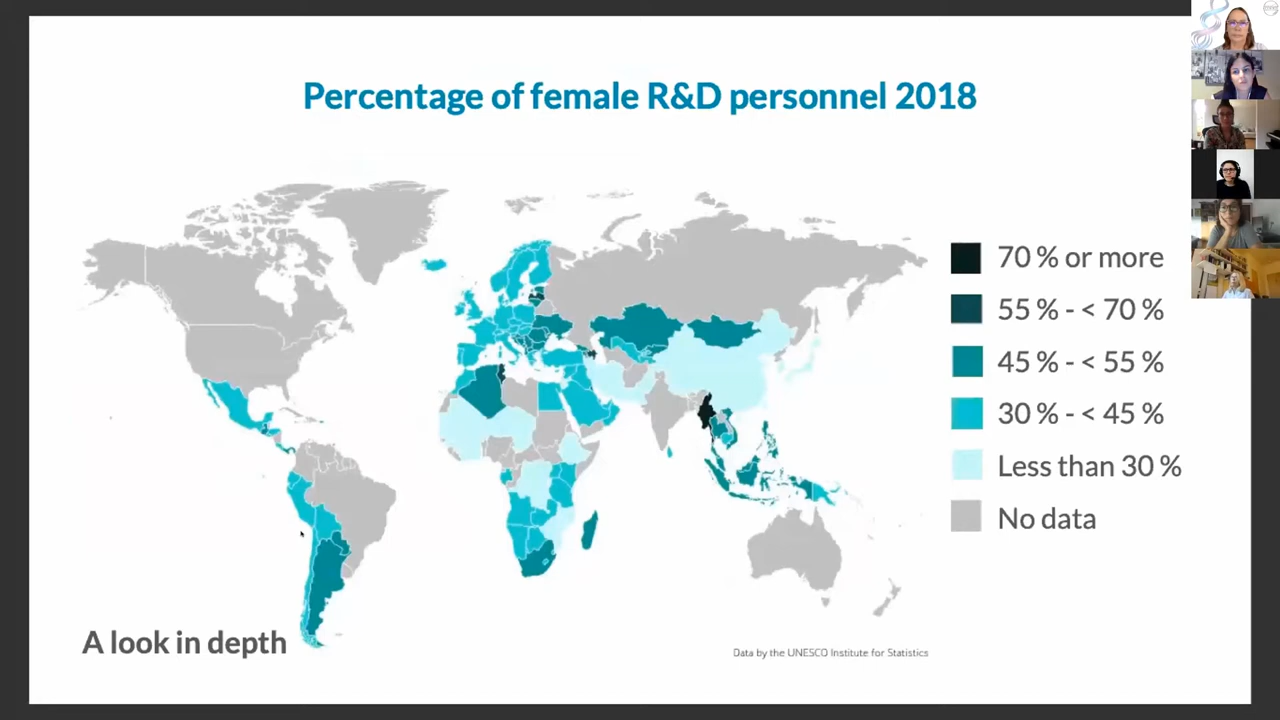 Percentage of female R&D personnel 2018
70 % or more
55 % - < 70 %
45 % - < 55 %
30 % - < 45 %
Less than 30 %
No data
A look in depth
Data by the UNESCO Institute for Statistics